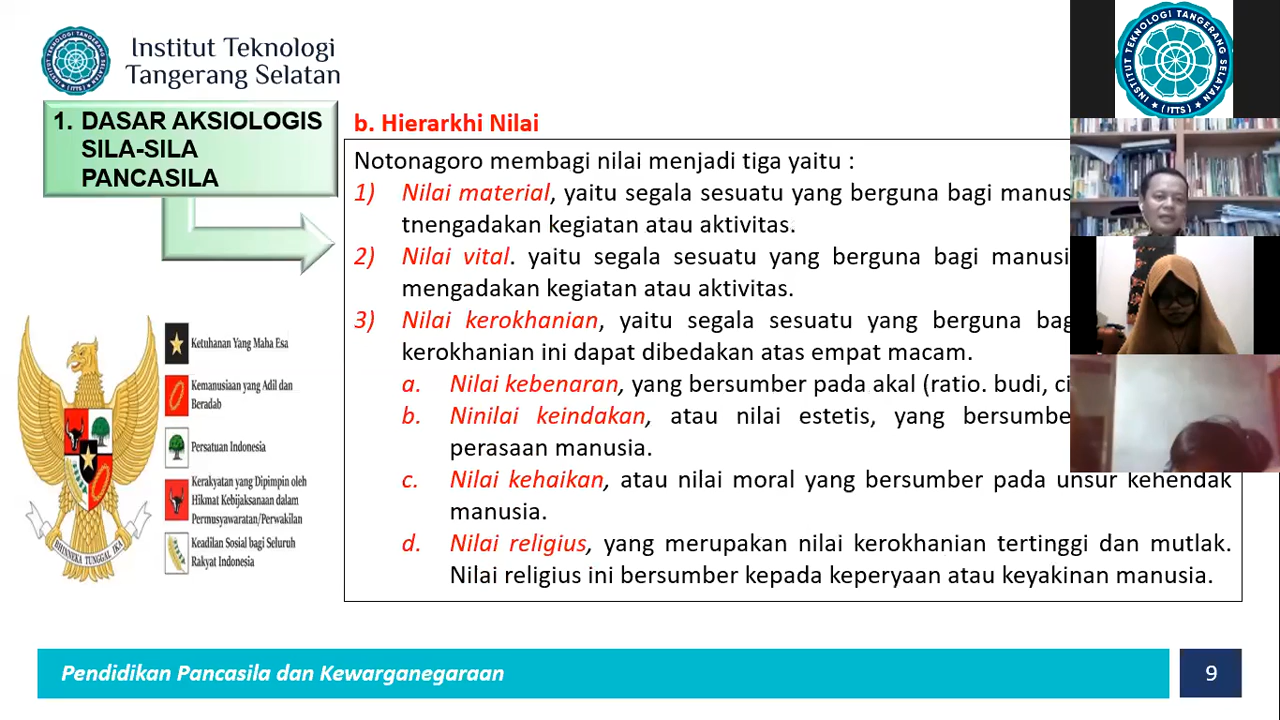 Institut Teknologi
Tangerang Selatan
1. DASAR AKSIOLOGIS
SILA-SILA
PANCASILA
b. Hierarkhi Nilai
Notonagoro membagi nilai menjadi tiga yaitu :
1) Nilai material, yaitu segala sesuatu yang berguna bagi manus
tnengadakan kegiatan atau aktivitas.
2) Nilai vital. yaitu segala sesuatu yang berguna bagi manusi
mengadakan kegiatan atau aktivitas.
3) Nilai kerokhanian, yaitu segala sesuatu yang berguna bag
kerokhanian ini dapat dibedakan atas empat macam.
a. Nilai kebenaran, yang bersumber pada akal (ratio. budi, ci
b. Ninilai keindakan, atau nilai estetis, yang bersumbe
perasaan manusia.
c. Nilai kehaikan, atau nilai moral yang bersumber pada unsur kehendak
manusia.
d. Nilai religius, yang merupakan nilai kerokhanian tertinggi dan mutlak.
Nilai religius ini bersumber kepada keperyaan atau keyakinan manusia.
Ketuhanan Yang Maha Esa
Kemanusiaan yang Adil dan
Beradab
Persatuan Indonesia
Kerakyatan yang Dipimpin oleh
Hikmat Kebijaksanaan dalam
Permusyawaratan/Perwakilan
Keadilan Sosial bagi Seluruh
Rakyat Indonesia
BHINNEKA TUNGGAL IKA
INSTITUT TEKNOLOGI TANGERANG SELATAN
(ITTS)
Pendidikan Pancasila dan Kewarganegaraan
9